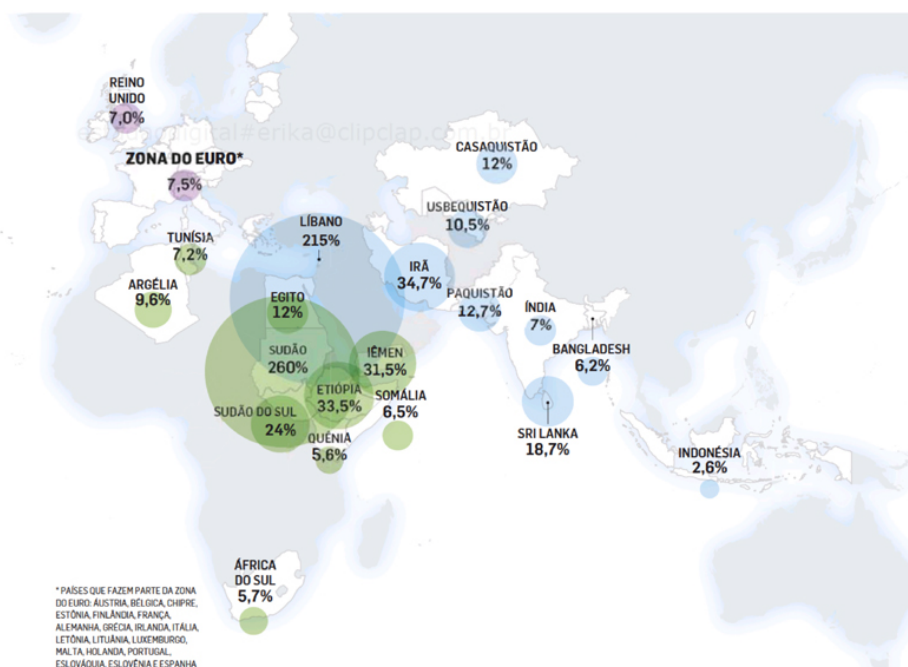 REINO
UNIDO
7,0%
ZONA DO EURO*
7,5%
CASAQUISTÃO
12%
USBEQUISTÃO
10,5%
LÍBANO
215%
TUNÍSIA
7,2%
IRÃ
34,7%
ARGÉLIA
9,6%
EGITO
12%
PAQUISTÃO
12,7%
ÍNDIA
7%
SUDÃO
260%
IÊMEN
31,5%
BANGLADESH
6,2%
ETIÓPIA
33,5%
SOMÁLIA
6,5%
SUDÃO DO SUL
24%
QUÊNIA
5,6%
SRI LANKA
18,7%
INDONÉSIA
2,6%
ÁFRICA
DO SUL
5,7%
* PAÍSES QUE FAZEM PARTE DA ZONA
DO EURO: ÁUSTRIA, BÉLGICA, CHIPRE,
ESTÔNIA, FINLÂNDIA, FRANÇA,
ALEMANHA, GRÉCIA, IRLANDA, ITÁLIA,
LETÔNIA, LITUÂNIA, LUXEMBURGO,
MALTA, HOLANDA, PORTUGAL,
ESLOVÁQUIA, ESLOVÊNIA E ESPANHA